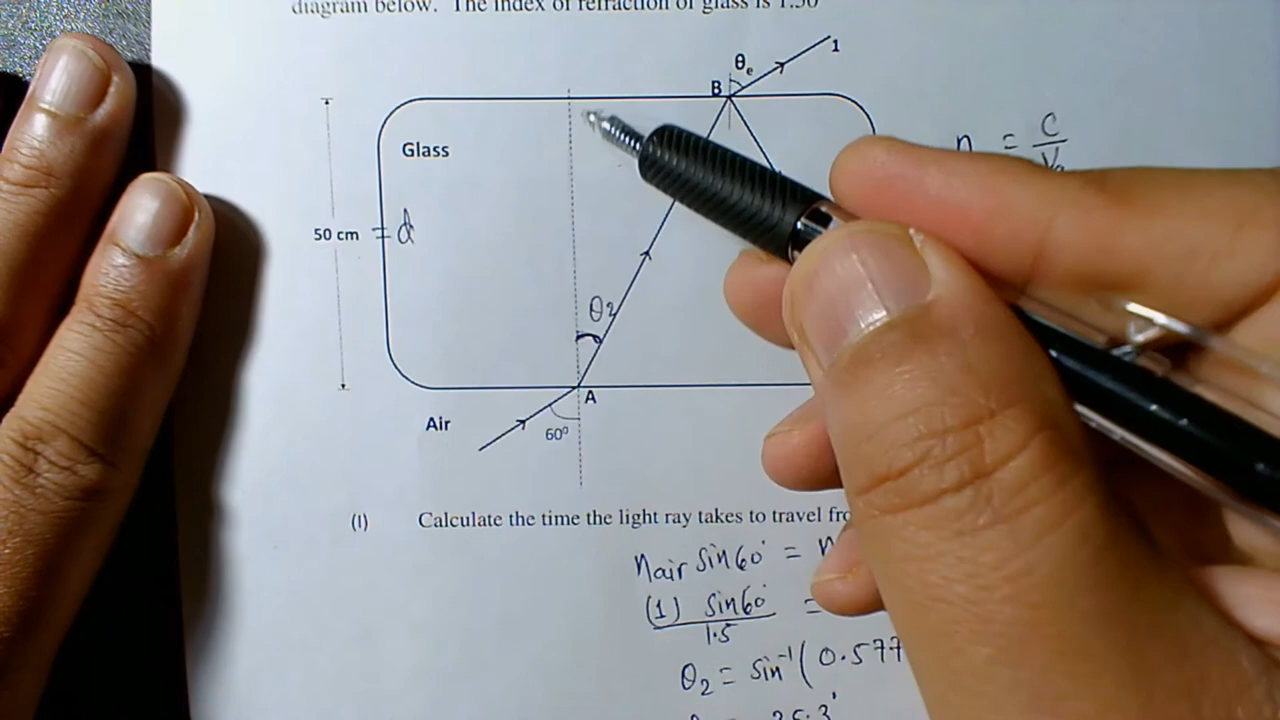 diagram below. The index of refraction of glass is 1.50
θe
1
B
Glass
n = c
50 cm = d
θ2
A
Air
60⁰
(I) Calculate the time the light ray takes to travel
nair sin60° =
(1) sin60° =
1.5
θ2 = sin⁻¹(0.577